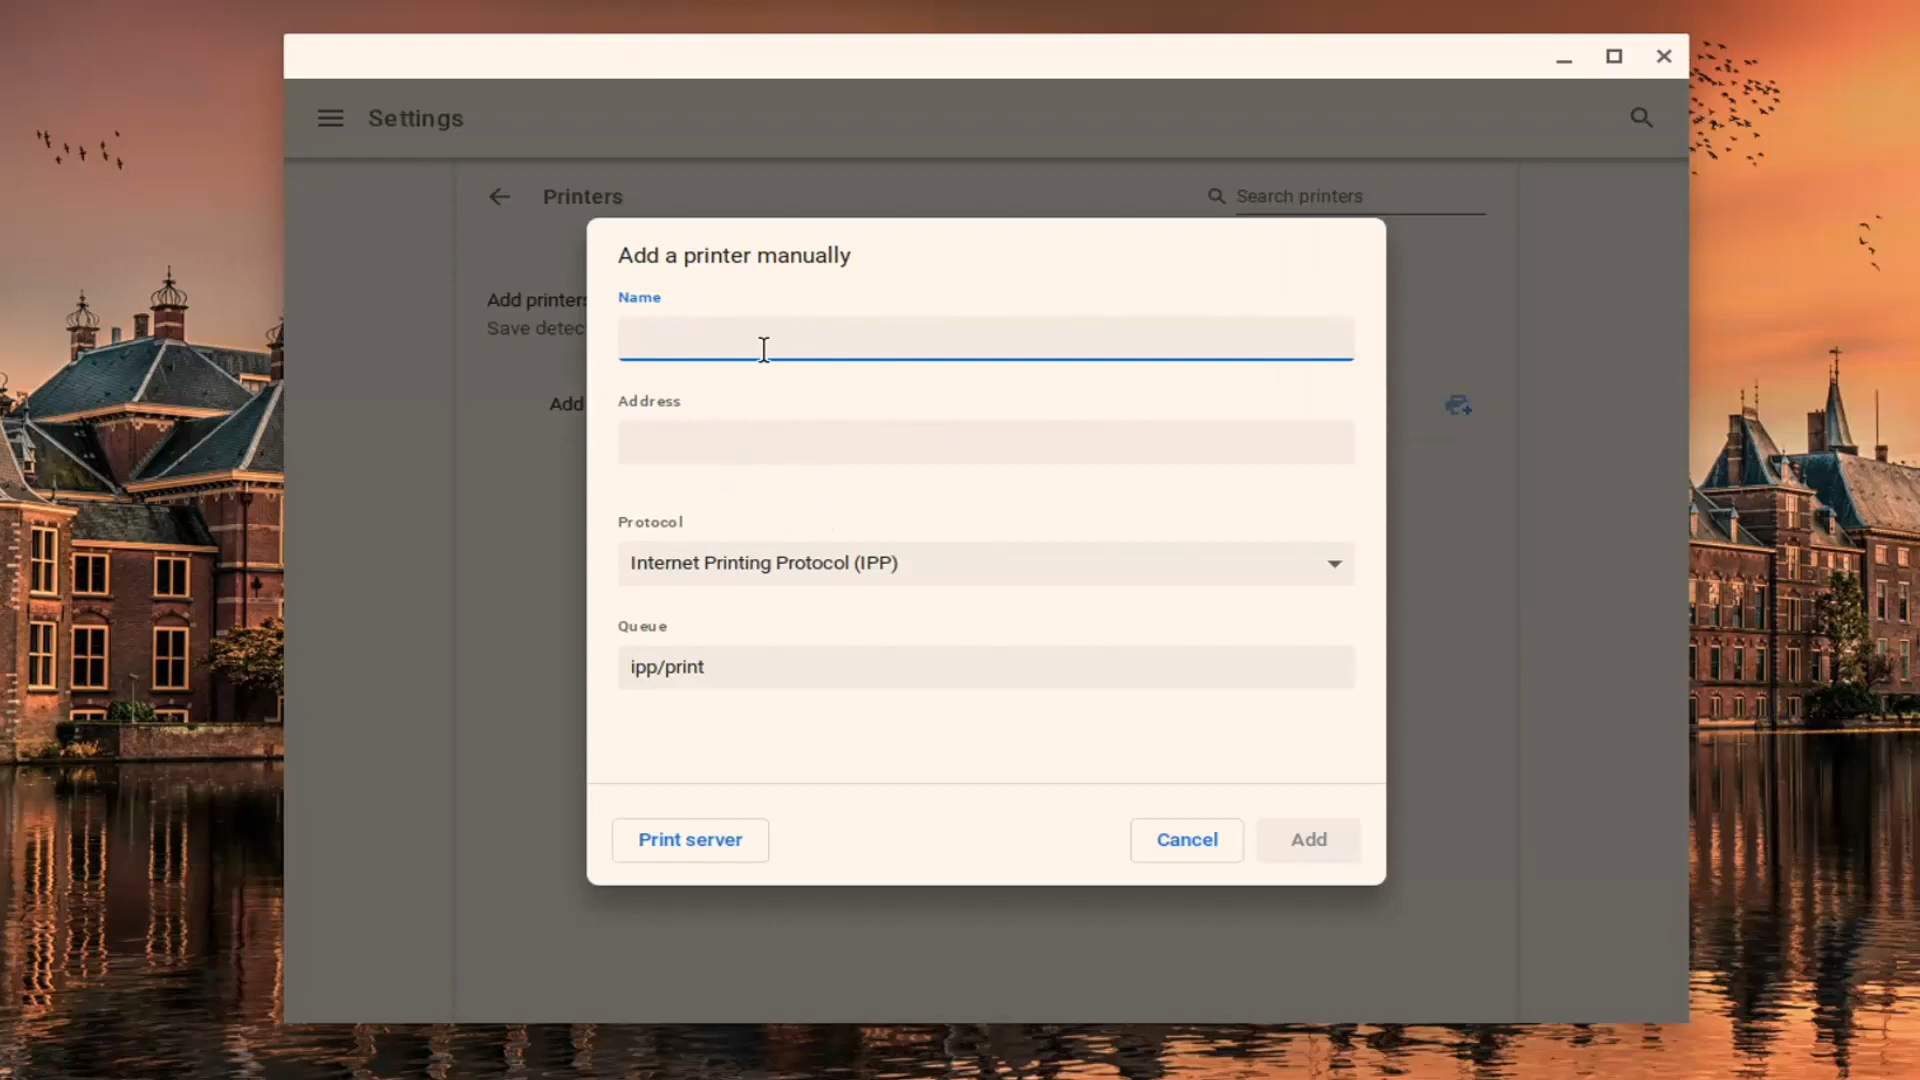 Settings
Printers
Search printers
Add printers
Save detec
Add
Add a printer manually
Name
Address
Protocol
Internet Printing Protocol (IPP)
Queue
ipp/print
Print server
Cancel
Add